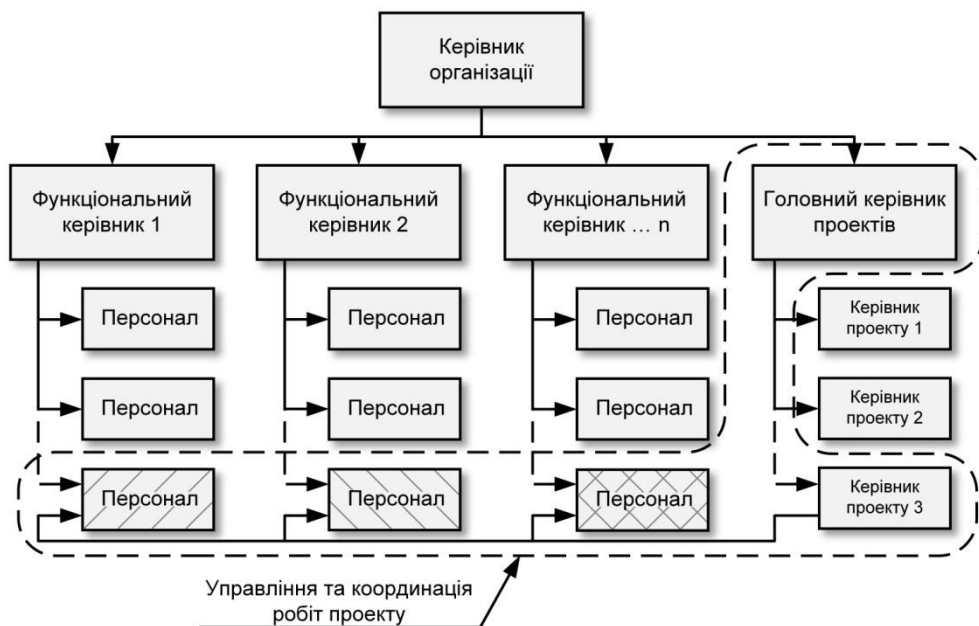 Керівник
організації
Функціональний
керівник 1
Функціональний
керівник 2
Функціональний
керівник ... n
Головний керівник
проектів
Персонал
Персонал
Персонал
Керівник
проекту 1
Персонал
Персонал
Персонал
Керівник
проекту 2
Персонал
Персонал
Персонал
Керівник
проекту 3
Управління та координація
робіт проекту